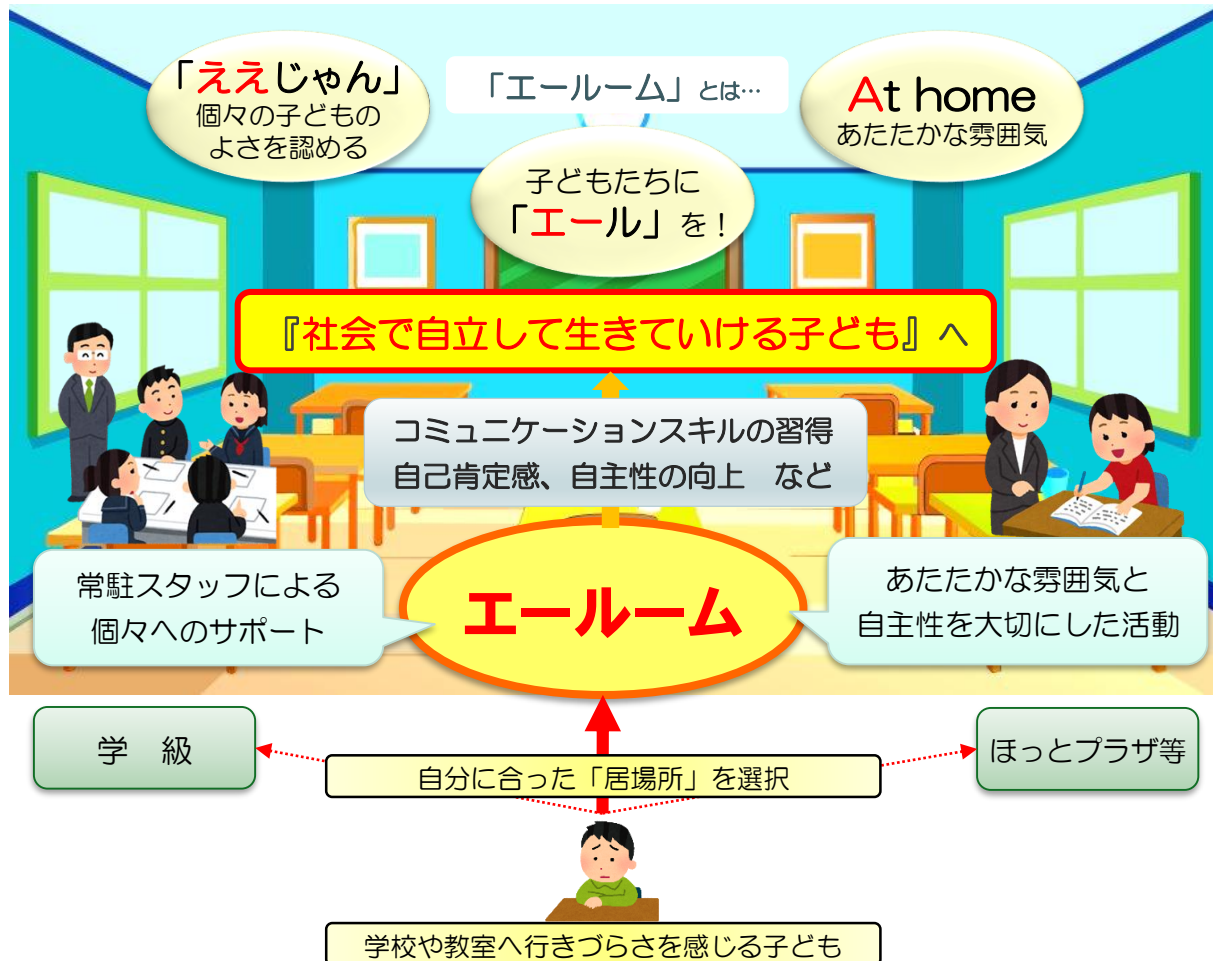 「ええじゃん」
個々の子どもの
よさを認める
「エールーム」とは…
At home
あたたかな雰囲気
子どもたちに
「エール」を！
『社会で自立して生きていける子ども』へ
コミュニケーションスキルの習得
自己肯定感、自主性の向上　など
常駐スタッフによる
個々へのサポート
エールーム
あたたかな雰囲気と
自主性を大切にした活動
学　級
自分に合った「居場所」を選択
ほっとプラザ等
学校や教室へ行きづらさを感じる子ども